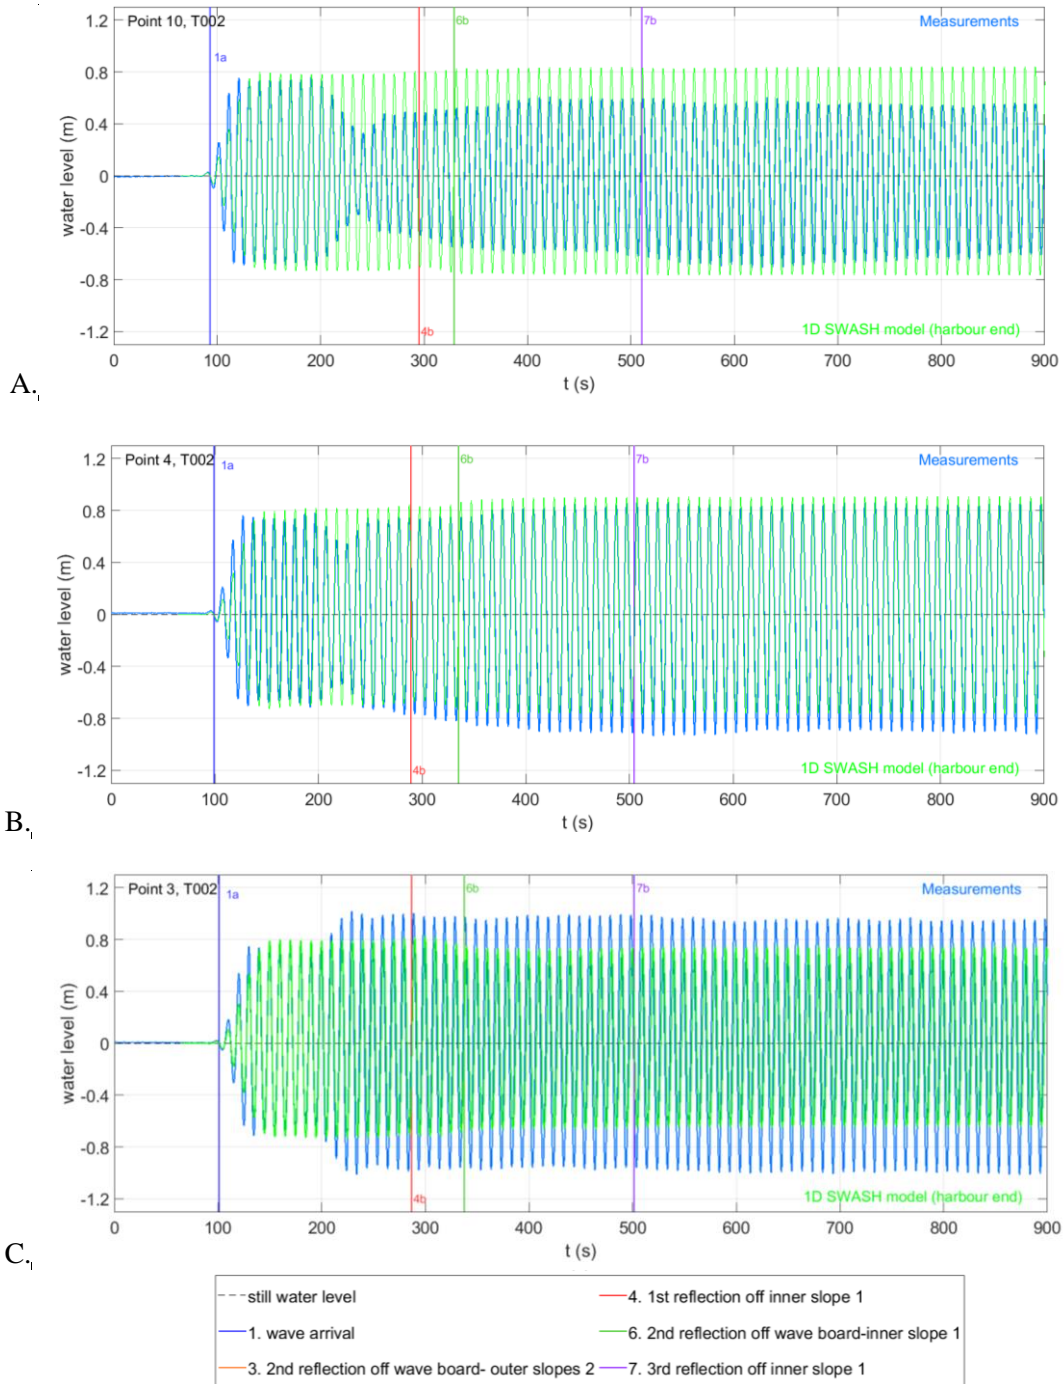 1.2
Point 10, T002
6b
7b
Measurements
1a
0.8
0.4
0
-0.4
-0.8
-1.2
water level (m)
4b
1D SWASH model (harbour end)
0 100 200 300 400 500 600 700 800 900
t (s)
A.
1.2
Point 4, T002
1a
6b
7b
Measurements
0.8
0.4
0
-0.4
-0.8
-1.2
water level (m)
4b
1D SWASH model (harbour end)
0 100 200 300 400 500 600 700 800 900
t (s)
B.
1.2
Point 3, T002
1a
6b
7b
Measurements
0.8
0.4
0
-0.4
-0.8
-1.2
water level (m)
4b
1D SWASH model (harbour end)
0 100 200 300 400 500 600 700 800 900
t (s)
C.
still water level
4. 1st reflection off inner slope 1
1. wave arrival
6. 2nd reflection off wave board-inner slope 1
3. 2nd reflection off wave board- outer slopes 2
7. 3rd reflection off inner slope 1